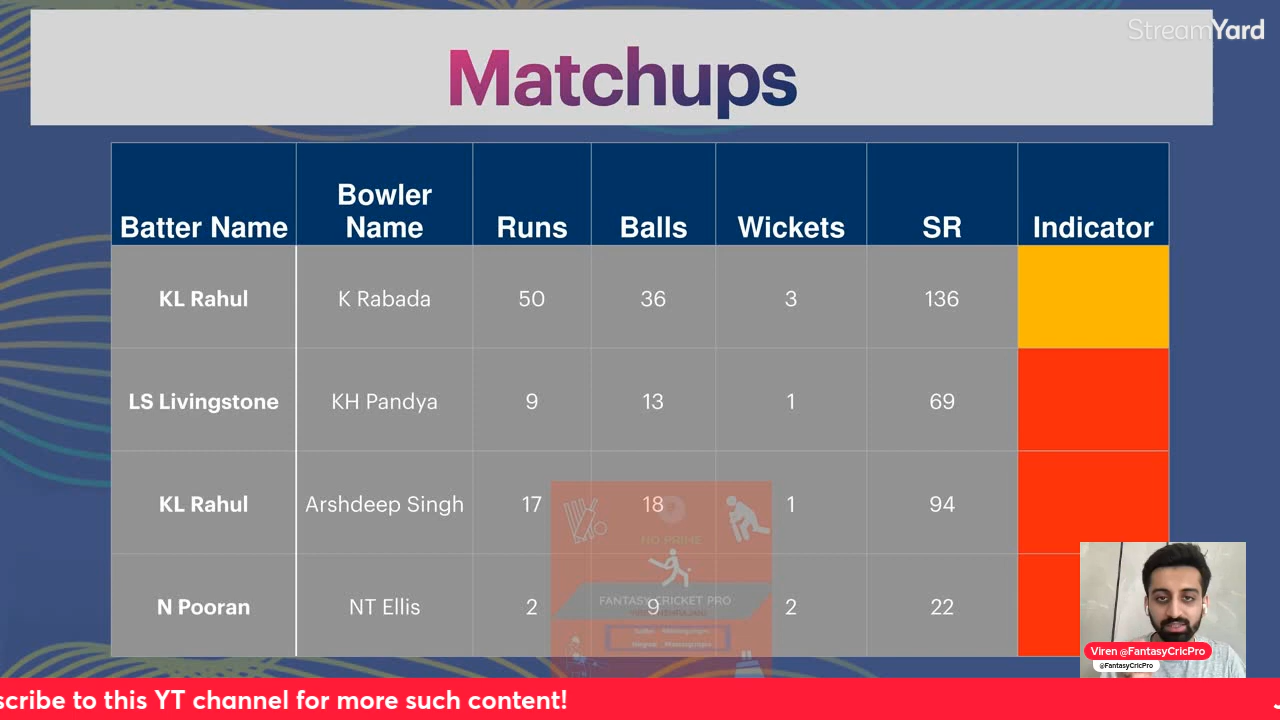 StreamYard
Matchups
Batter Name Bowler Name Runs Balls Wickets SR Indicator
KL Rahul K Rabada 50 36 3 136
LS Livingstone KH Pandya 9 13 1 69
KL Rahul Arshdeep Singh 17 18 1 94
N Pooran NT Ellis 2 9 2 22
NO PRIME
FANTASY CRICKET PRO
Viren @FantasyCricPro
@FantasyCricPro
scribe to this YT channel for more such content!